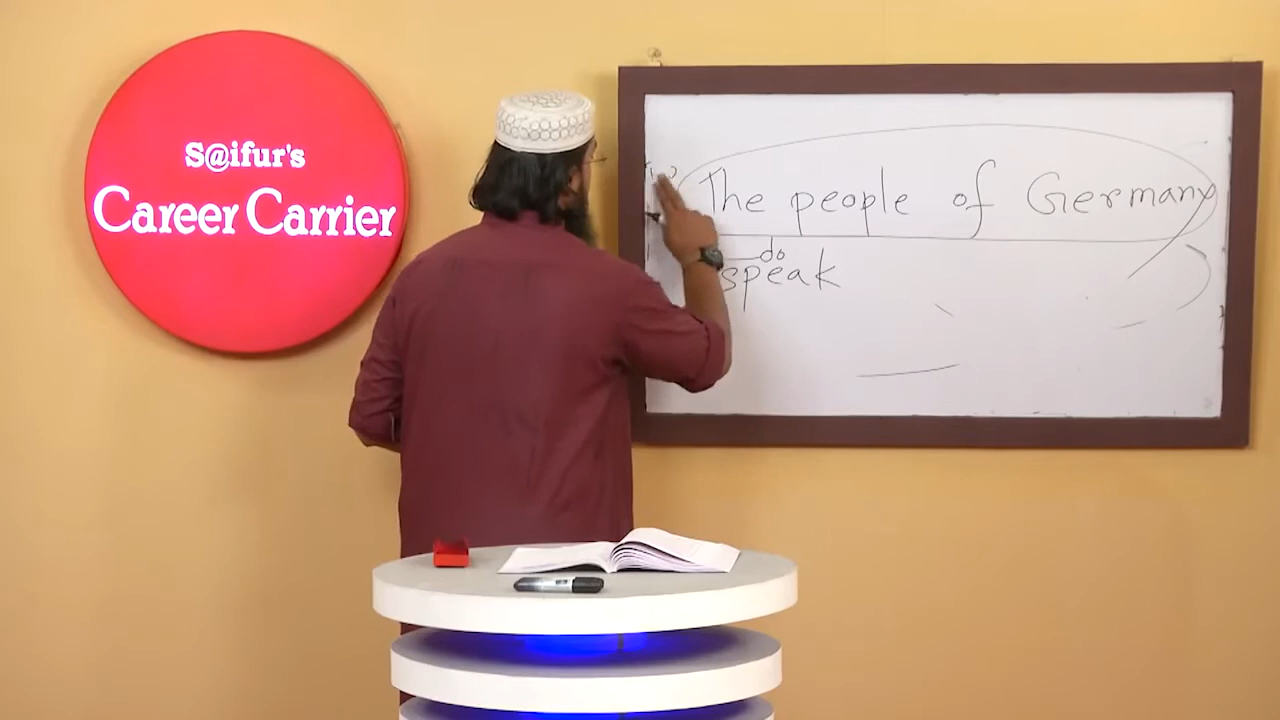 S@ifur's
Career Carrier
The people of Germany
do
speak